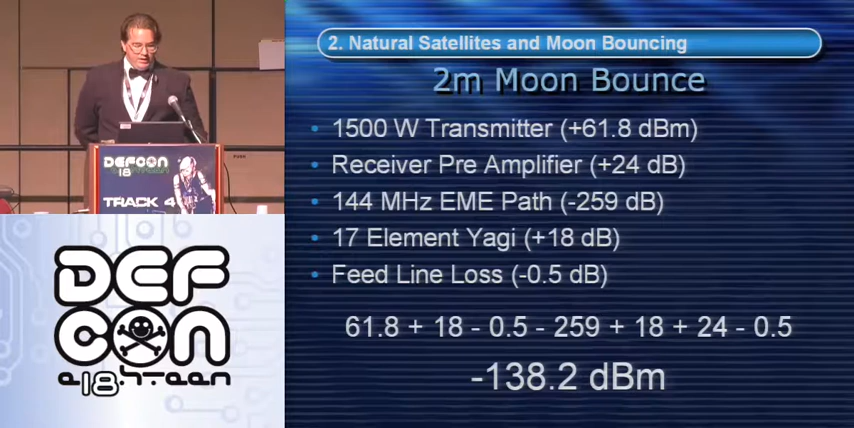 2. Natural Satellites and Moon Bouncing
2m Moon Bounce
• 1500 W Transmitter (+61.8 dBm)
• Receiver Pre Amplifier (+24 dB)
• 144 MHz EME Path (-259 dB)
• 17 Element Yagi (+18 dB)
• Feed Line Loss (-0.5 dB)
61.8 + 18 - 0.5 - 259 + 18 + 24 - 0.5
-138.2 dBm
DEFCON
18
TRACK 4
DEF
CON
e18hteen